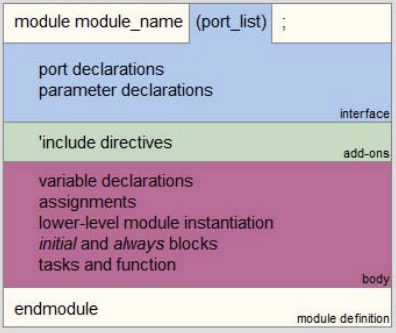 module module_name (port_list) ;
port declarations
parameter declarations
interface
'include directives
add-ons
variable declarations
assignments
lower-level module instantiation
initial and always blocks
tasks and function
body
endmodule
module definition